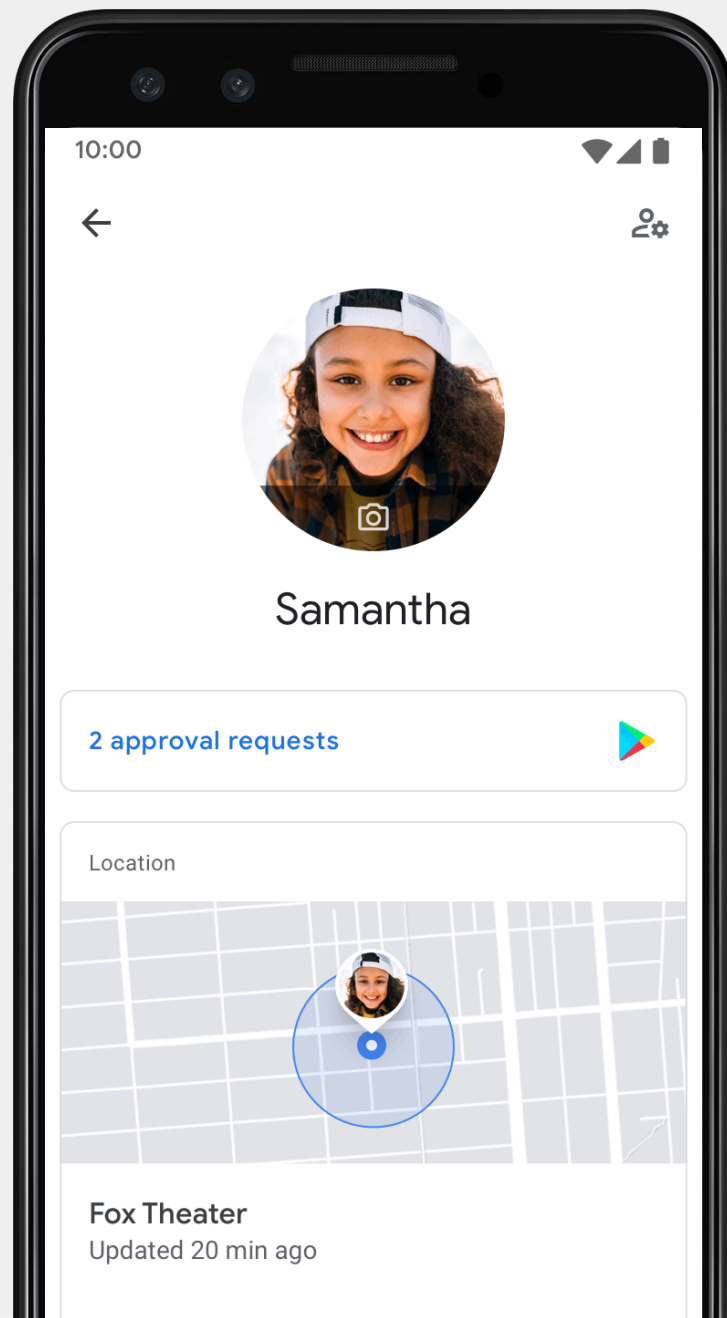 10:00
Samantha
2 approval requests
Location
Fox Theater
Updated 20 min ago